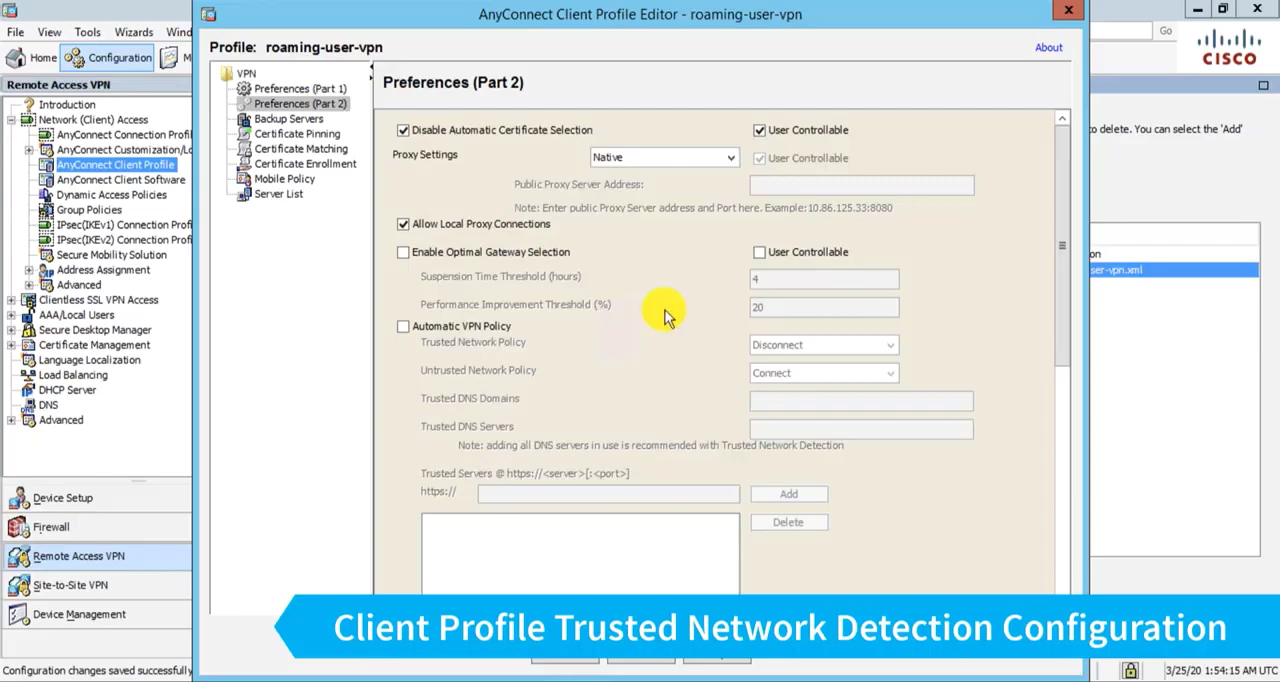 AnyConnect Client Profile Editor - roaming-user-vpn
File View Tools Wizards Wind
Go
Home Configuration M
CISCO
Profile: roaming-user-vpn
About
Remote Access VPN
Introduction
Network (Client) Access
AnyConnect Connection Profil
AnyConnect Customization/Lo
AnyConnect Client Profile
AnyConnect Client Software
Dynamic Access Policies
Group Policies
IPsec(IKEv1) Connection Profi
IPsec(IKEv2) Connection Profi
Secure Mobility Solution
Address Assignment
Advanced
Clientless SSL VPN Access
AAA/Local Users
Secure Desktop Manager
Certificate Management
Language Localization
Load Balancing
DHCP Server
DNS
Advanced
Device Setup
Firewall
Remote Access VPN
Site-to-Site VPN
Device Management
Configuration changes saved successfully
VPN
Preferences (Part 1)
Preferences (Part 2)
Backup Servers
Certificate Pinning
Certificate Matching
Certificate Enrollment
Mobile Policy
Server List
Preferences (Part 2)
Disable Automatic Certificate Selection User Controllable
Proxy Settings Native User Controllable
Public Proxy Server Address:
Note: Enter public Proxy Server address and Port here. Example:10.86.125.33:8080
Allow Local Proxy Connections
Enable Optimal Gateway Selection User Controllable
Suspension Time Threshold (hours) 4
Performance Improvement Threshold (%) 20
Automatic VPN Policy
Trusted Network Policy Disconnect
Untrusted Network Policy Connect
Trusted DNS Domains
Trusted DNS Servers
Note: adding all DNS servers in use is recommended with Trusted Network Detection
Trusted Servers @ https://<server>[:<port>]
https:// Add
Delete
to delete. You can select the 'Add'
on
ser-vpn.xml
Client Profile Trusted Network Detection Configuration
3/25/20 1:54:15 AM UTC